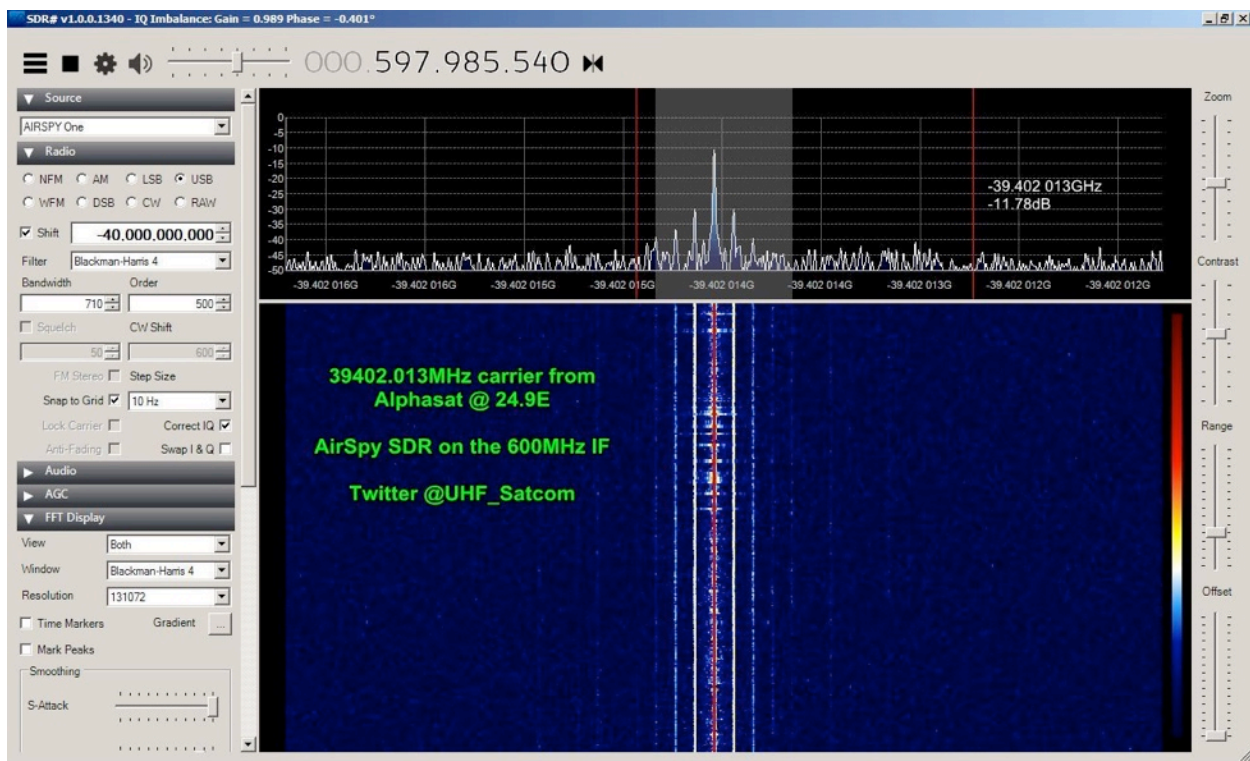 SDR# v1.0.0.1340 - IQ Imbalance: Gain = 0.989 Phase = -0.401°
000.597.985.540
Source
AIRSPY One
Radio
NFM AM LSB USB
WFM DSB CW RAW
Shift -40,000,000,000
Filter Blackman-Harris 4
Bandwidth Order
710 500
Squelch CW Shift
50 600
FM Stereo Step Size
Snap to Grid 10 Hz
Lock Carrier Correct IQ
Anti-Fading Swap I & Q
Audio
AGC
FFT Display
View Both
Window Blackman-Harris 4
Resolution 131072
Time Markers Gradient ...
Mark Peaks
Smoothing
S-Attack
0
-5
-10
-15
-20
-25
-30
-35
-40
-45
-50
-39.402 013GHz
-11.78dB
-39.402 016G -39.402 016G -39.402 015G -39.402 015G -39.402 014G -39.402 014G -39.402 013G -39.402 012G -39.402 012G
39402.013MHz carrier from
Alphasat @ 24.9E
AirSpy SDR on the 600MHz IF
Twitter @UHF_Satcom
Zoom
Contrast
Range
Offset